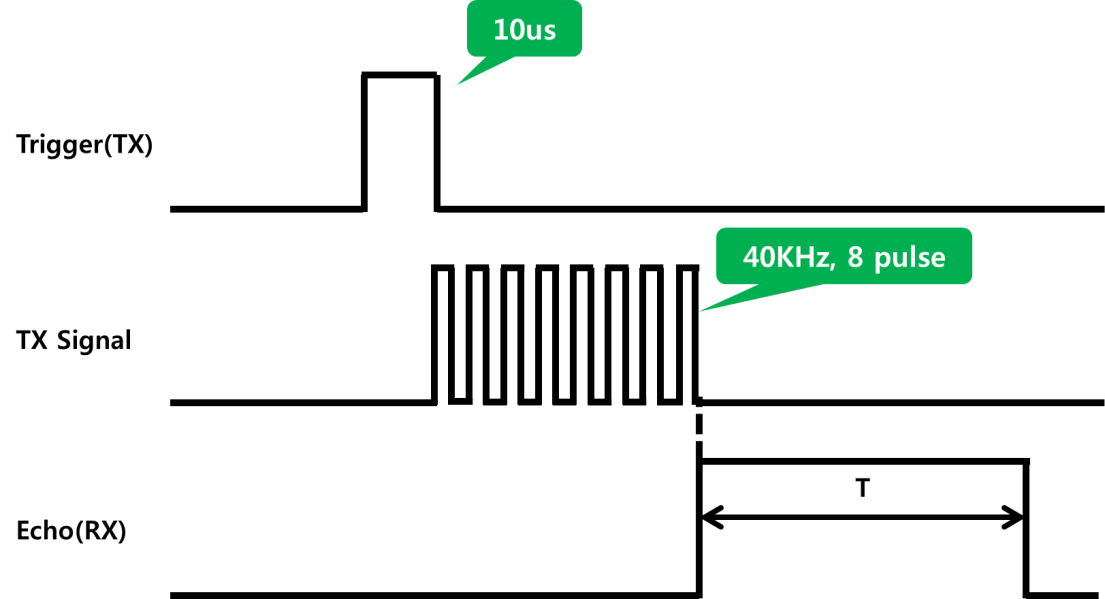 10us
Trigger(TX)
40KHz, 8 pulse
TX Signal
T
Echo(RX)